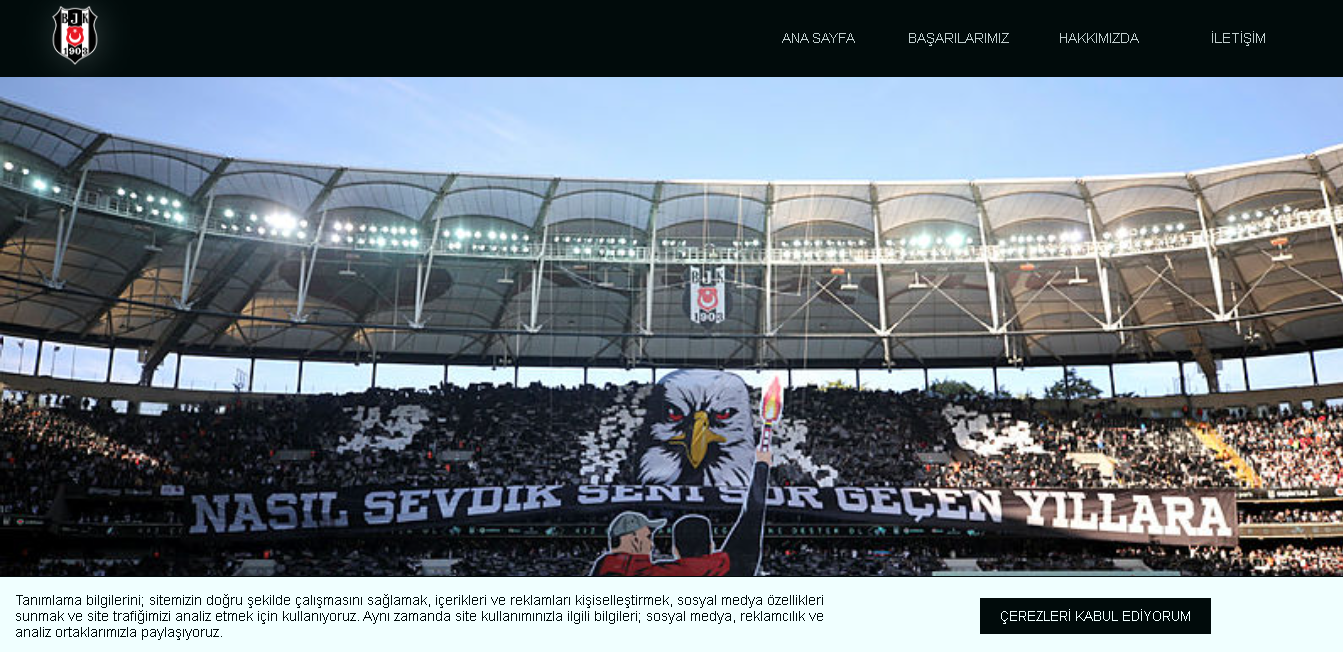 BJK
1903
ANA SAYFA
BAŞARILARIMIZ
HAKKIMIZDA
İLETİŞİM
BJK
1903
NASIL SEVDİK SENİ SOR GEÇEN YILLARA
Tanımlama bilgilerini; sitemizin doğru şekilde çalışmasını sağlamak, içerikleri ve reklamları kişiselleştirmek, sosyal medya özellikleri
sunmak ve site trafiğimizi analiz etmek için kullanıyoruz. Aynı zamanda site kullanımınızla ilgili bilgileri; sosyal medya, reklamcılık ve
analiz ortaklarımızla paylaşıyoruz.
ÇEREZLERİ KABUL EDİYORUM